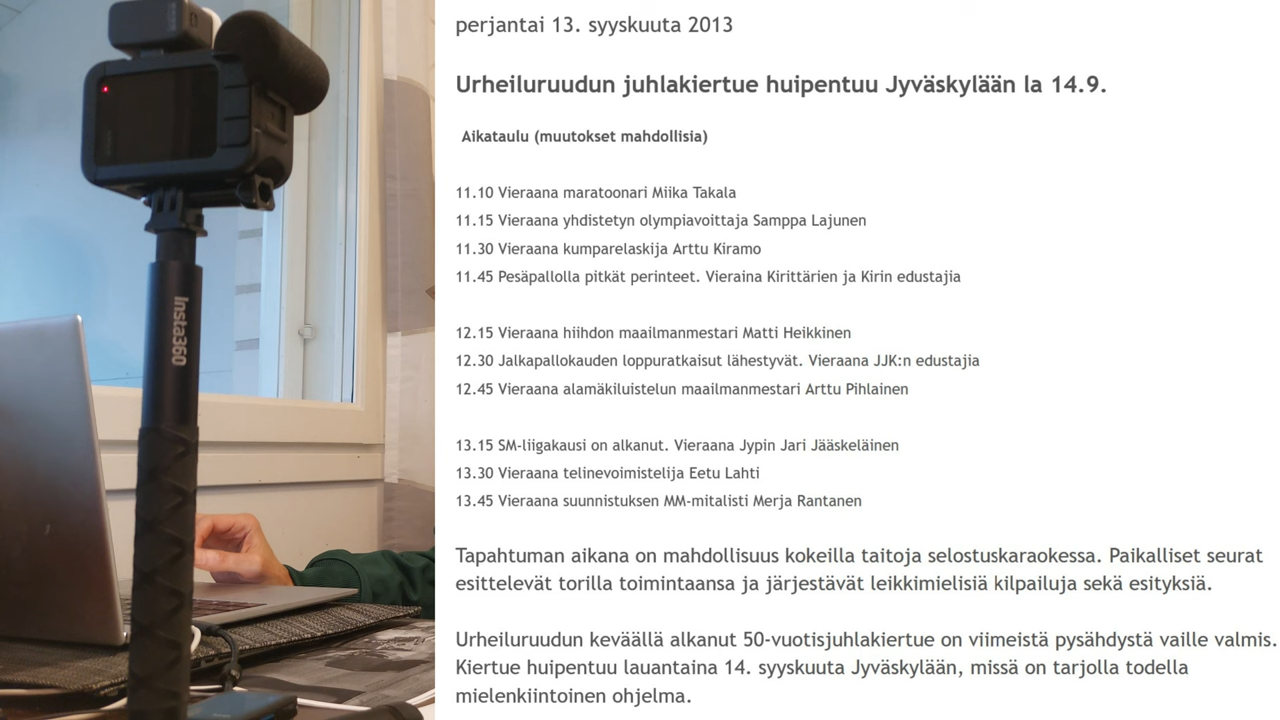 Insta360
perjantai 13. syyskuuta 2013
Urheiluruudun juhlakiertue huipentuu Jyväskylään la 14.9.
Aikataulu (muutokset mahdollisia)
11.10 Vieraana maratoonari Miika Takala
11.15 Vieraana yhdistetyn olympiavoittaja Samppa Lajunen
11.30 Vieraana kumparelaskija Arttu Kiramo
11.45 Pesäpallolla pitkät perinteet. Vieraina Kirittärien ja Kirin edustajia
12.15 Vieraana hiihdon maailmanmestari Matti Heikkinen
12.30 Jalkapallokauden loppuratkaisut lähestyvät. Vieraana JJK:n edustajia
12.45 Vieraana alamäkiluistelun maailmanmestari Arttu Pihlainen
13.15 SM-liigakausi on alkanut. Vieraana Jypin Jari Jääskeläinen
13.30 Vieraana telinevoimistelija Eetu Lahti
13.45 Vieraana suunnistuksen MM-mitalisti Merja Rantanen
Tapahtuman aikana on mahdollisuus kokeilla taitoja selostuskaraokessa. Paikalliset seurat
esittelevät torilla toimintaansa ja järjestävät leikkimielisiä kilpailuja sekä esityksiä.
Urheiluruudun keväällä alkanut 50-vuotisjuhlakiertue on viimeistä pysähdystä vaille valmis.
Kiertue huipentuu lauantaina 14. syyskuuta Jyväskylään, missä on tarjolla todella
mielenkiintoinen ohjelma.